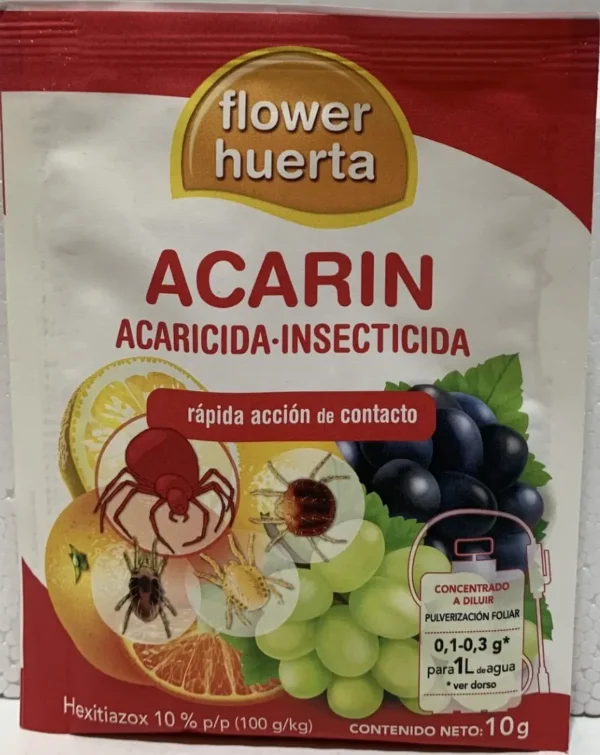 flower
huerta
ACARIN
ACARICIDA·INSECTICIDA
rápida acción de contacto
CONCENTRADO
A DILUIR
PULVERIZACIÓN FOLIAR
0,1-0,3 g*
para 1L de agua
* ver dorso
Hexitiazox 10 % p/p (100 g/kg)
CONTENIDO NETO: 10g